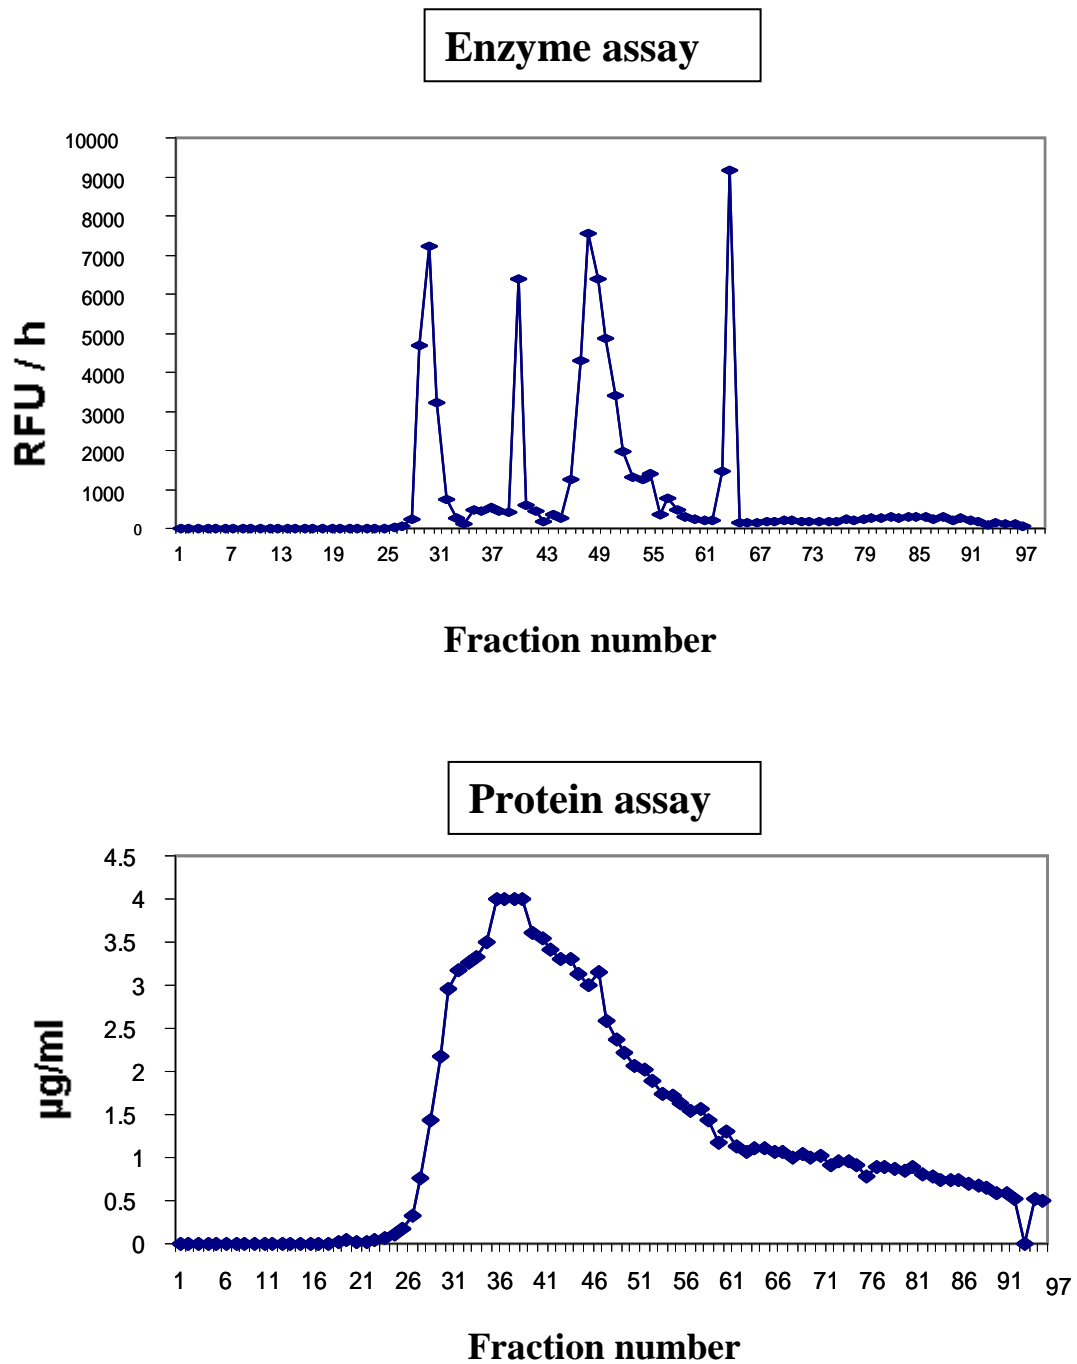 Enzyme assay
10000
9000
8000
7000
6000
5000
4000
3000
2000
1000
0
RFU / h
1 7 13 19 25 31 37 43 49 55 61 67 73 79 85 91 97
Fraction number
Protein assay
4.5
4
3.5
3
2.5
2
1.5
1
0.5
0
µg/ml
1 6 11 16 21 26 31 36 41 46 51 56 61 66 71 76 81 86 91 97
Fraction number